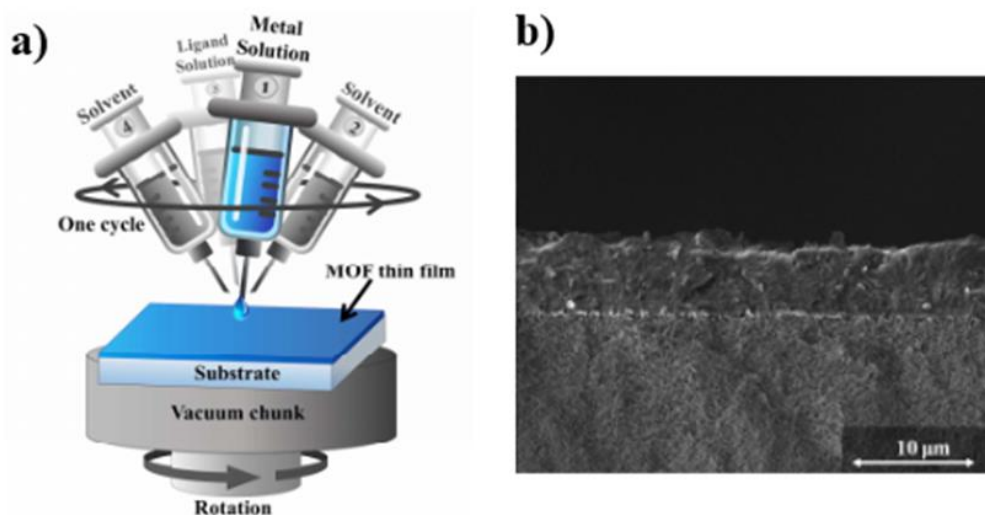 a)
Metal
Solution
1
Ligand
Solution
3
Solvent
4
Solvent
2
One cycle
MOF thin film
Substrate
Vacuum chunk
Rotation
b)
10 μm